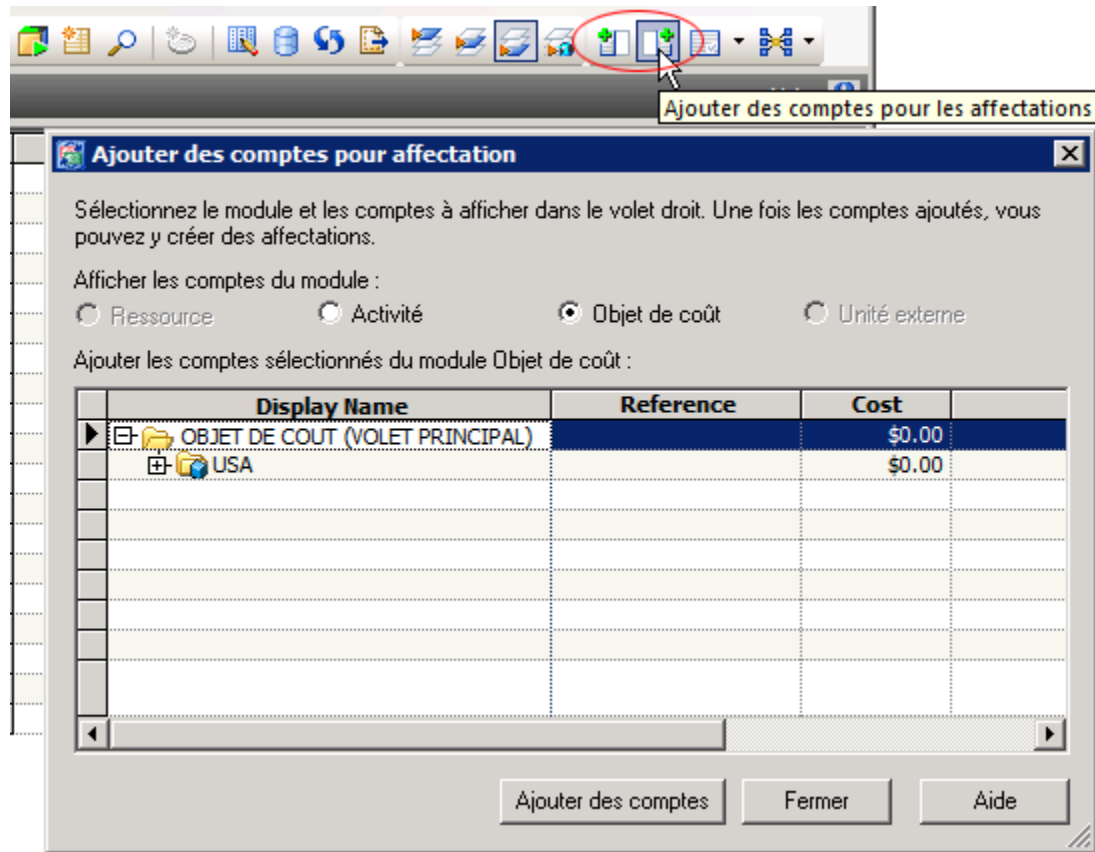 Ajouter des comptes pour les affectations
Ajouter des comptes pour affectation
Sélectionnez le module et les comptes à afficher dans le volet droit. Une fois les comptes ajoutés, vous
pouvez y créer des affectations.
Afficher les comptes du module :
Ressource Activité Objet de coût Unité externe
Ajouter les comptes sélectionnés du module Objet de coût :
Display Name Reference Cost
OBJET DE COUT (VOLET PRINCIPAL) $0.00
USA $0.00
Ajouter des comptes Fermer Aide